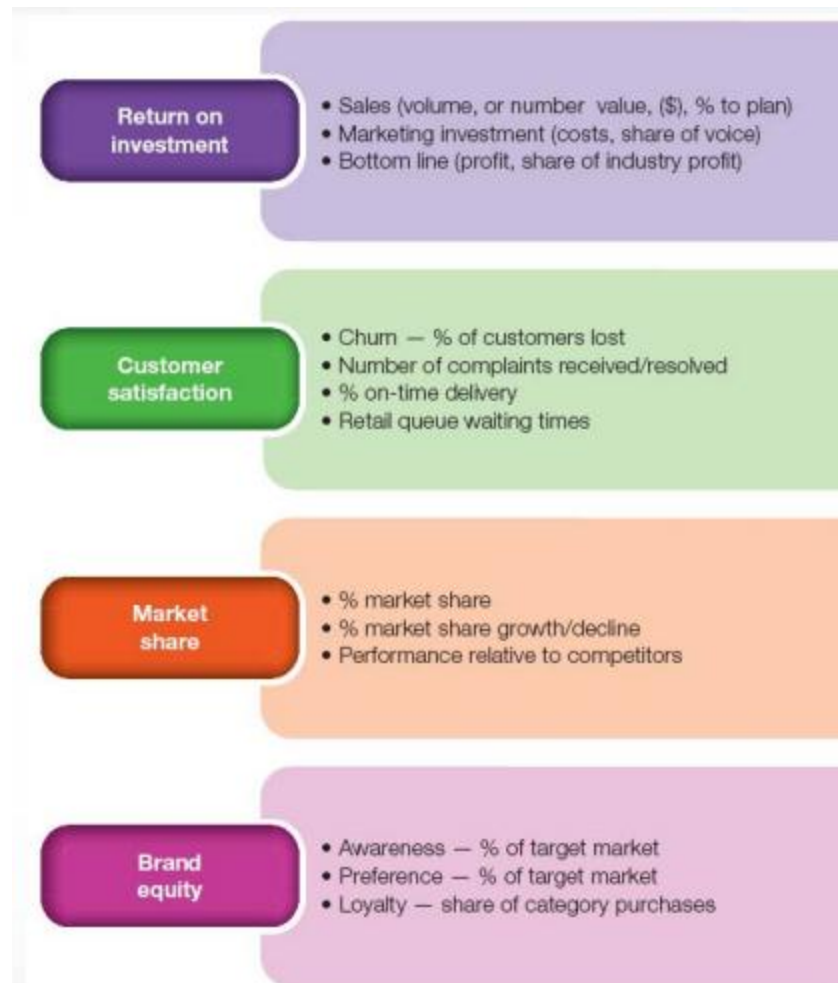 Return on
investment
• Sales (volume, or number value, ($), % to plan)
• Marketing investment (costs, share of voice)
• Bottom line (profit, share of industry profit)
Customer
satisfaction
• Churn — % of customers lost
• Number of complaints received/resolved
• % on-time delivery
• Retail queue waiting times
Market
share
• % market share
• % market share growth/decline
• Performance relative to competitors
Brand
equity
• Awareness — % of target market
• Preference — % of target market
• Loyalty — share of category purchases